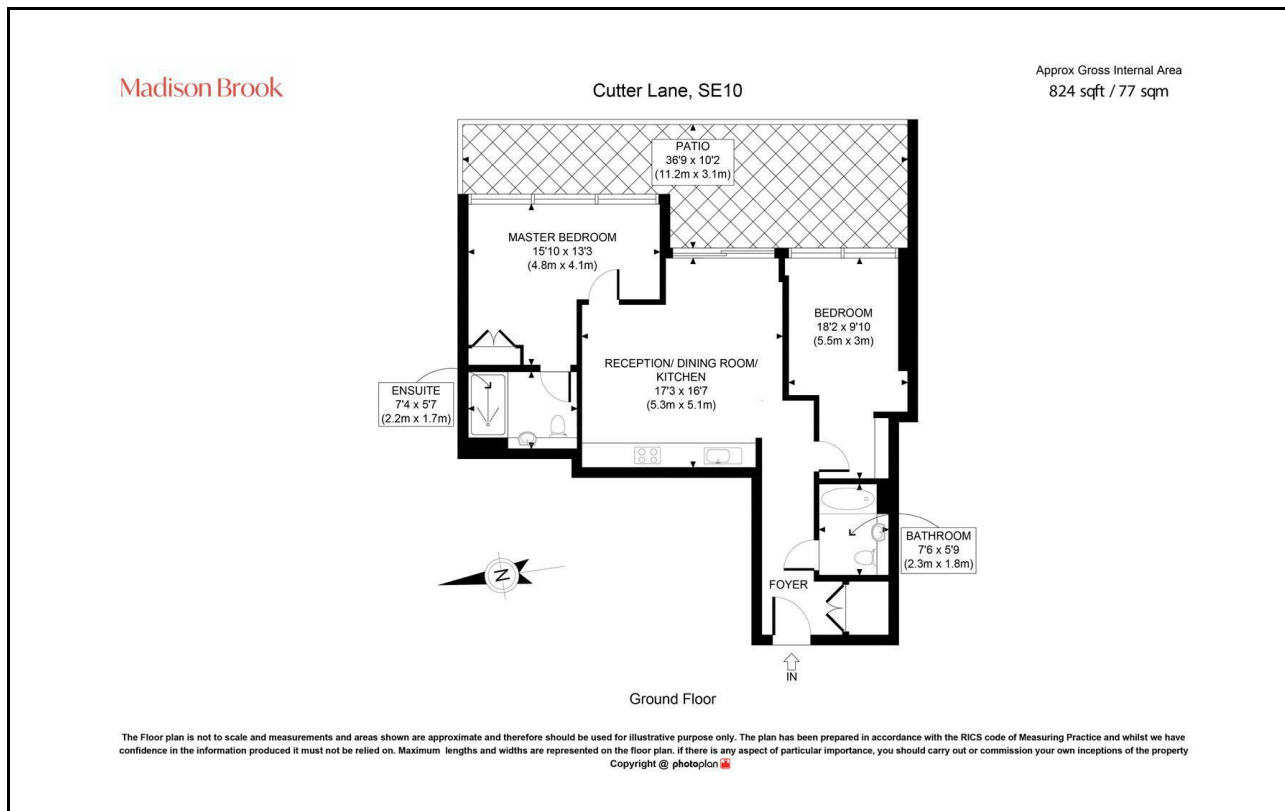 Madison Brook
Cutter Lane, SE10
Approx Gross Internal Area
824 sqft / 77 sqm
PATIO
36'9 x 10'2
(11.2m x 3.1m)
MASTER BEDROOM
15'10 x 13'3
(4.8m x 4.1m)
BEDROOM
18'2 x 9'10
(5.5m x 3m)
RECEPTION/ DINING ROOM/
KITCHEN
17'3 x 16'7
(5.3m x 5.1m)
ENSUITE
7'4 x 5'7
(2.2m x 1.7m)
BATHROOM
7'6 x 5'9
(2.3m x 1.8m)
N
FOYER
IN
Ground Floor
The Floor plan is not to scale and measurements and areas shown are approximate and therefore should be used for illustrative purpose only. The plan has been prepared in accordance with the RICS code of Measuring Practice and whilst we have
confidence in the information produced it must not be relied on. Maximum lengths and widths are represented on the floor plan. if there is any aspect of particular importance, you should carry out or commission your own inceptions of the property
Copyright @ photoplan